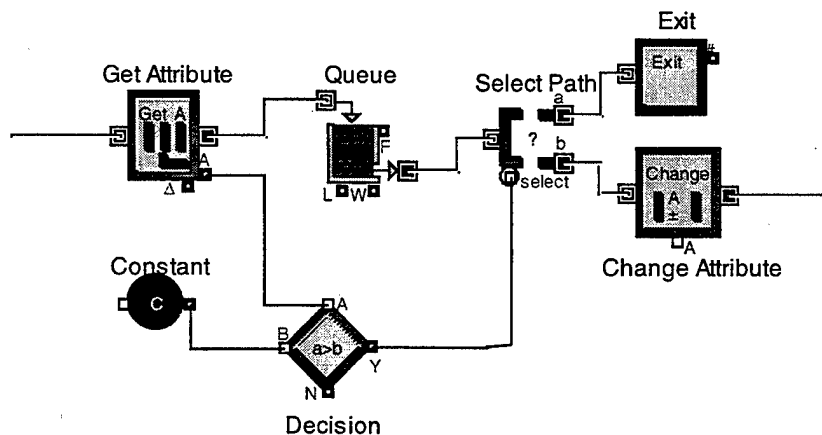 Exit
Get Attribute
Queue
Select Path
Exit
#
a
Get A
F
?
A
b
Δ
L W
select
Change
A
±
A
Constant
Change Attribute
C
A
B
a>b
Y
N
Decision